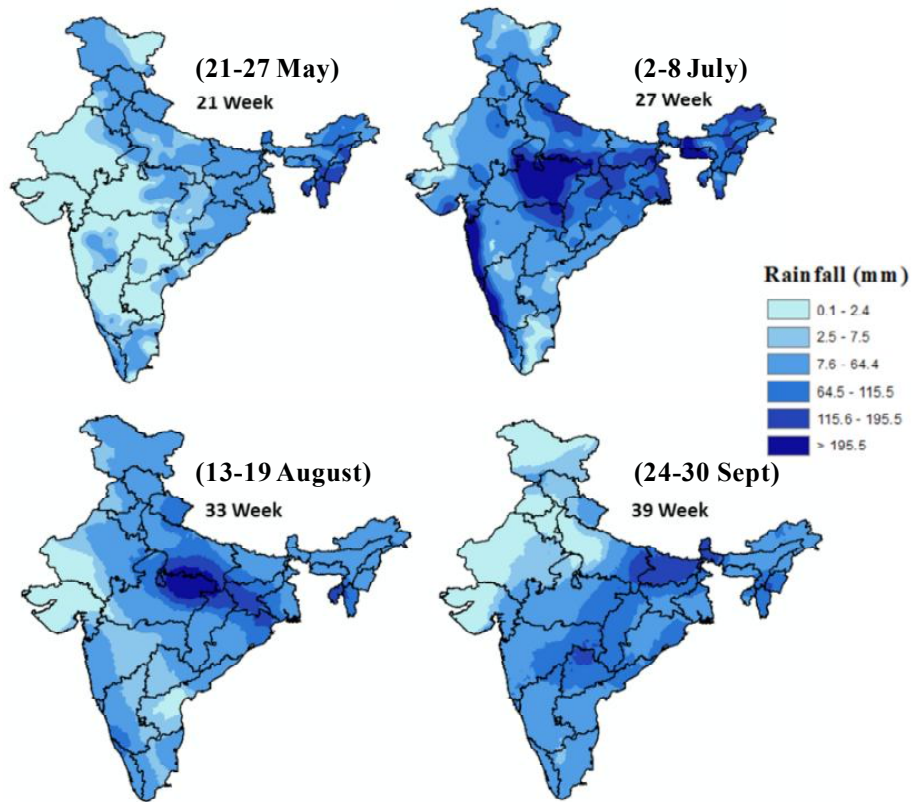 (21-27 May)
21 Week
(2-8 July)
27 Week
Rainfall (mm)
0.1 - 2.4
2.5 - 7.5
7.6 - 64.4
64.5 - 115.5
115.6 - 195.5
> 195.5
(13-19 August)
33 Week
(24-30 Sept)
39 Week